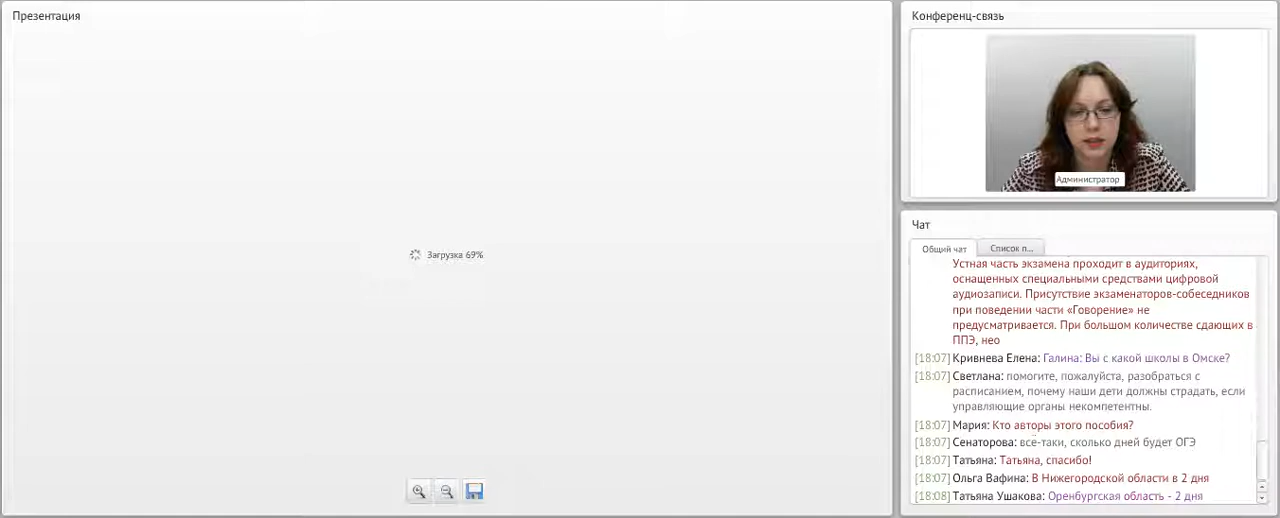 Презентация
Загрузка 69%
Конференц-связь
Администратор
Чат
Общий чат
Список п...
Устная часть экзамена проходит в аудиториях,
оснащенных специальными средствами цифровой
аудиозаписи. Присутствие экзаменаторов-собеседников
при поведении части «Говорение» не
предусматривается. При большом количестве сдающих в
ППЭ, нео
[18:07] Кривнева Елена: Галина: Вы с какой школы в Омске?
[18:07] Светлана: помогите, пожалуйста, разобраться с
расписанием, почему наши дети должны страдать, если
управляющие органы некомпетентны.
[18:07] Мария: Кто авторы этого пособия?
[18:07] Сенаторова: всё-таки, сколько дней будет ОГЭ
[18:07] Татьяна: Татьяна, спасибо!
[18:07] Ольга Вафина: В Нижегородской области в 2 дня
[18:08] Татьяна Ушакова: Оренбургская область - 2 дня